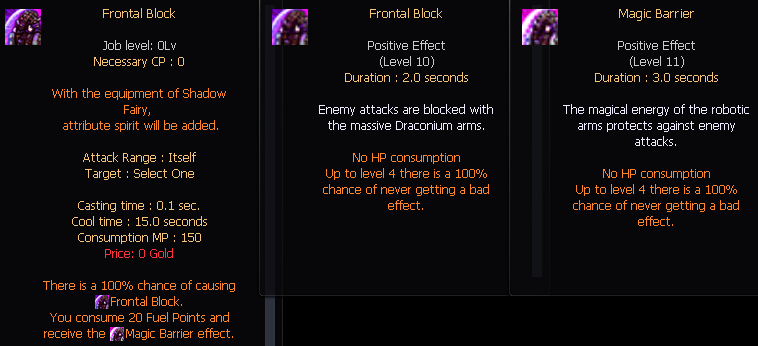 Frontal Block
Job level: 0Lv
Necessary CP : 0
With the equipment of Shadow
Fairy,
attribute spirit will be added.
Attack Range : Itself
Target : Select One
Casting time : 0.1 sec.
Cool time : 15.0 seconds
Consumption MP : 150
Price: 0 Gold
There is a 100% chance of causing
Frontal Block.
You consume 20 Fuel Points and
receive the Magic Barrier effect.
Frontal Block
Positive Effect
(Level 10)
Duration : 2.0 seconds
Enemy attacks are blocked with
the massive Draconium arms.
No HP consumption
Up to level 4 there is a 100%
chance of never getting a bad
effect.
Magic Barrier
Positive Effect
(Level 11)
Duration : 3.0 seconds
The magical energy of the robotic
arms protects against enemy
attacks.
No HP consumption
Up to level 4 there is a 100%
chance of never getting a bad
effect.